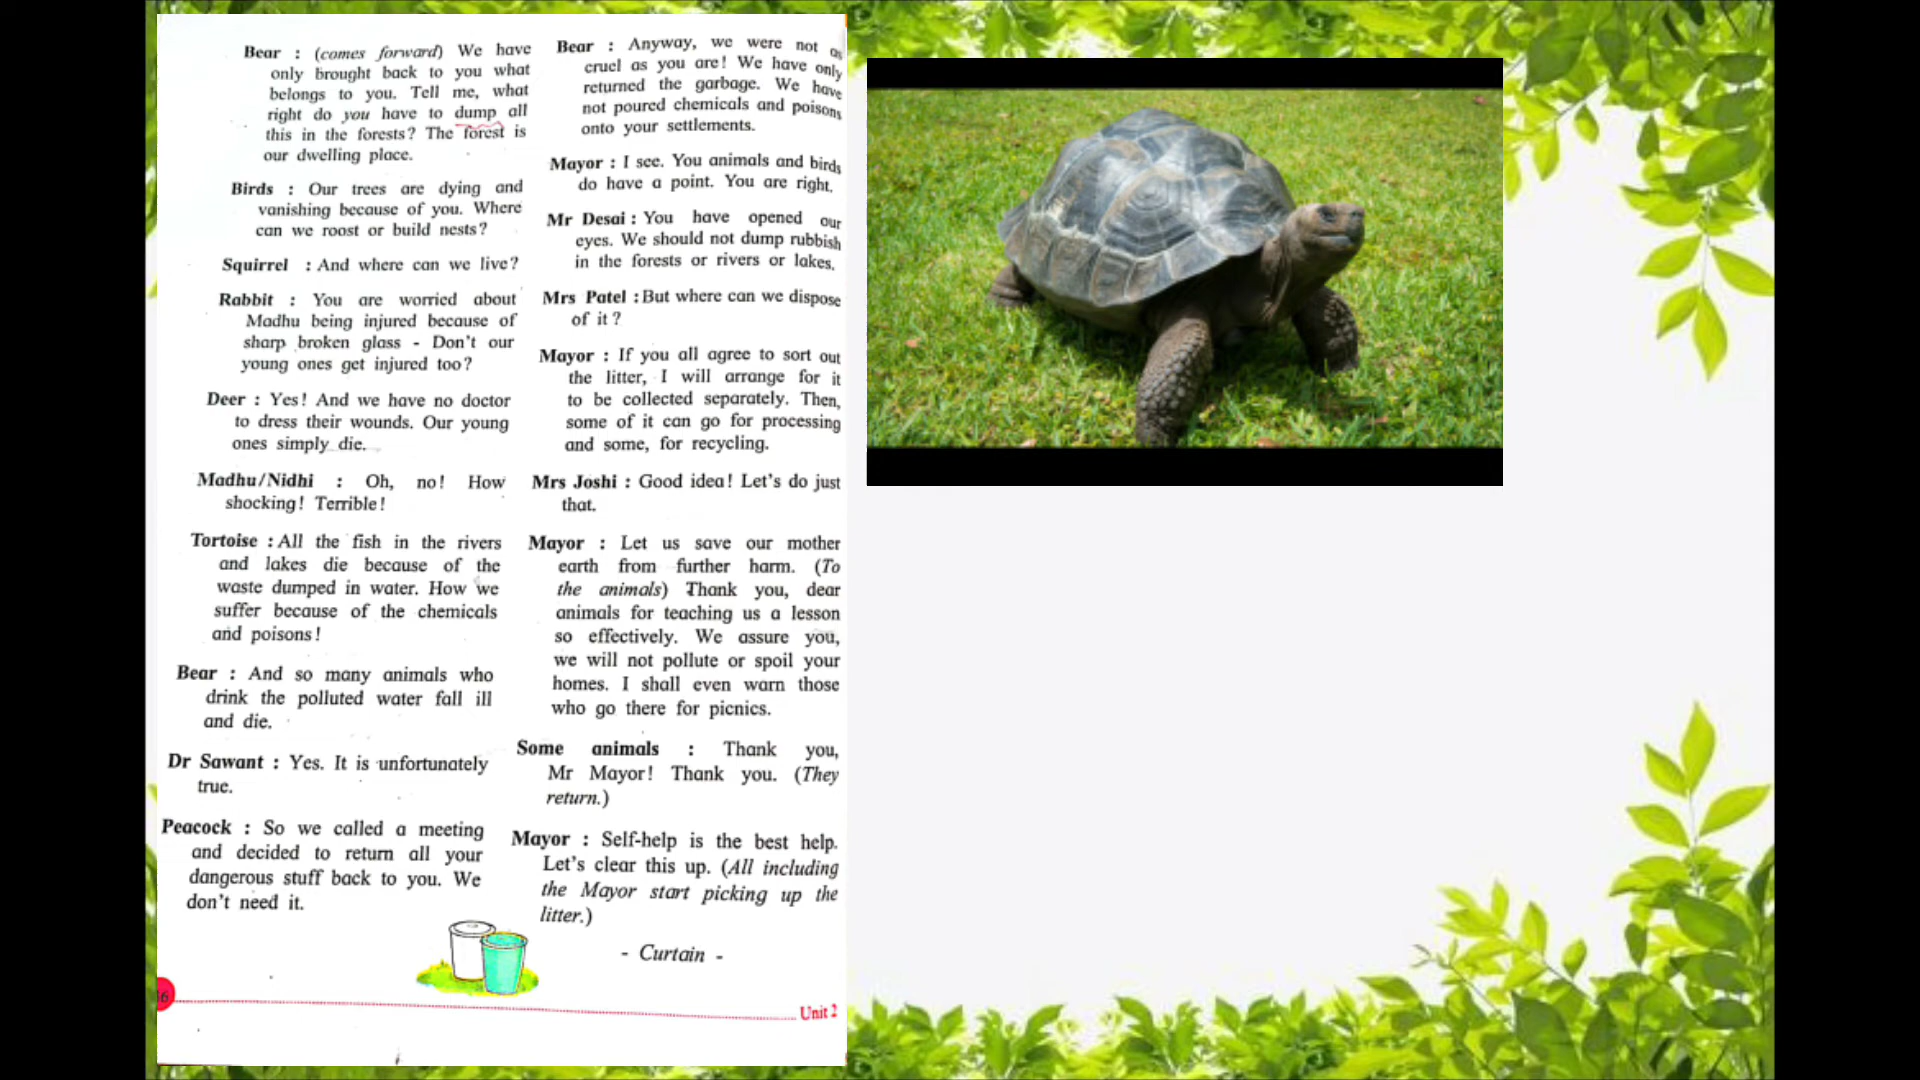 Bear : (comes forward) We have
only brought back to you what
belongs to you. Tell me, what
right do you have to dump all
this in the forests? The forest is
our dwelling place.
Birds : Our trees are dying and
vanishing because of you. Where
can we roost or build nests?
Squirrel : And where can we live?
Rabbit : You are worried about
Madhu being injured because of
sharp broken glass - Don't our
young ones get injured too?
Deer : Yes! And we have no doctor
to dress their wounds. Our young
ones simply die.
Madhu/Nidhi : Oh, no! How
shocking! Terrible!
Tortoise : All the fish in the rivers
and lakes die because of the
waste dumped in water. How we
suffer because of the chemicals
and poisons!
Bear : And so many animals who
drink the polluted water fall ill
and die.
Dr Sawant : Yes. It is unfortunately
true.
Peacock : So we called a meeting
and decided to return all your
dangerous stuff back to you. We
don't need it.
Bear : Anyway, we were not as
cruel as you are! We have only
returned the garbage. We have
not poured chemicals and poisons
onto your settlements.
Mayor : I see. You animals and birds
do have a point. You are right.
Mr Desai : You have opened our
eyes. We should not dump rubbish
in the forests or rivers or lakes.
Mrs Patel : But where can we dispose
of it?
Mayor : If you all agree to sort out
the litter, I will arrange for it
to be collected separately. Then,
some of it can go for processing
and some, for recycling.
Mrs Joshi : Good idea! Let's do just
that.
Mayor : Let us save our mother
earth from further harm. (To
the animals) Thank you, dear
animals for teaching us a lesson
so effectively. We assure you,
we will not pollute or spoil your
homes. I shall even warn those
who go there for picnics.
Some animals : Thank you,
Mr Mayor! Thank you. (They
return.)
Mayor : Self-help is the best help.
Let's clear this up. (All including
the Mayor start picking up the
litter.)
- Curtain -
Unit 2